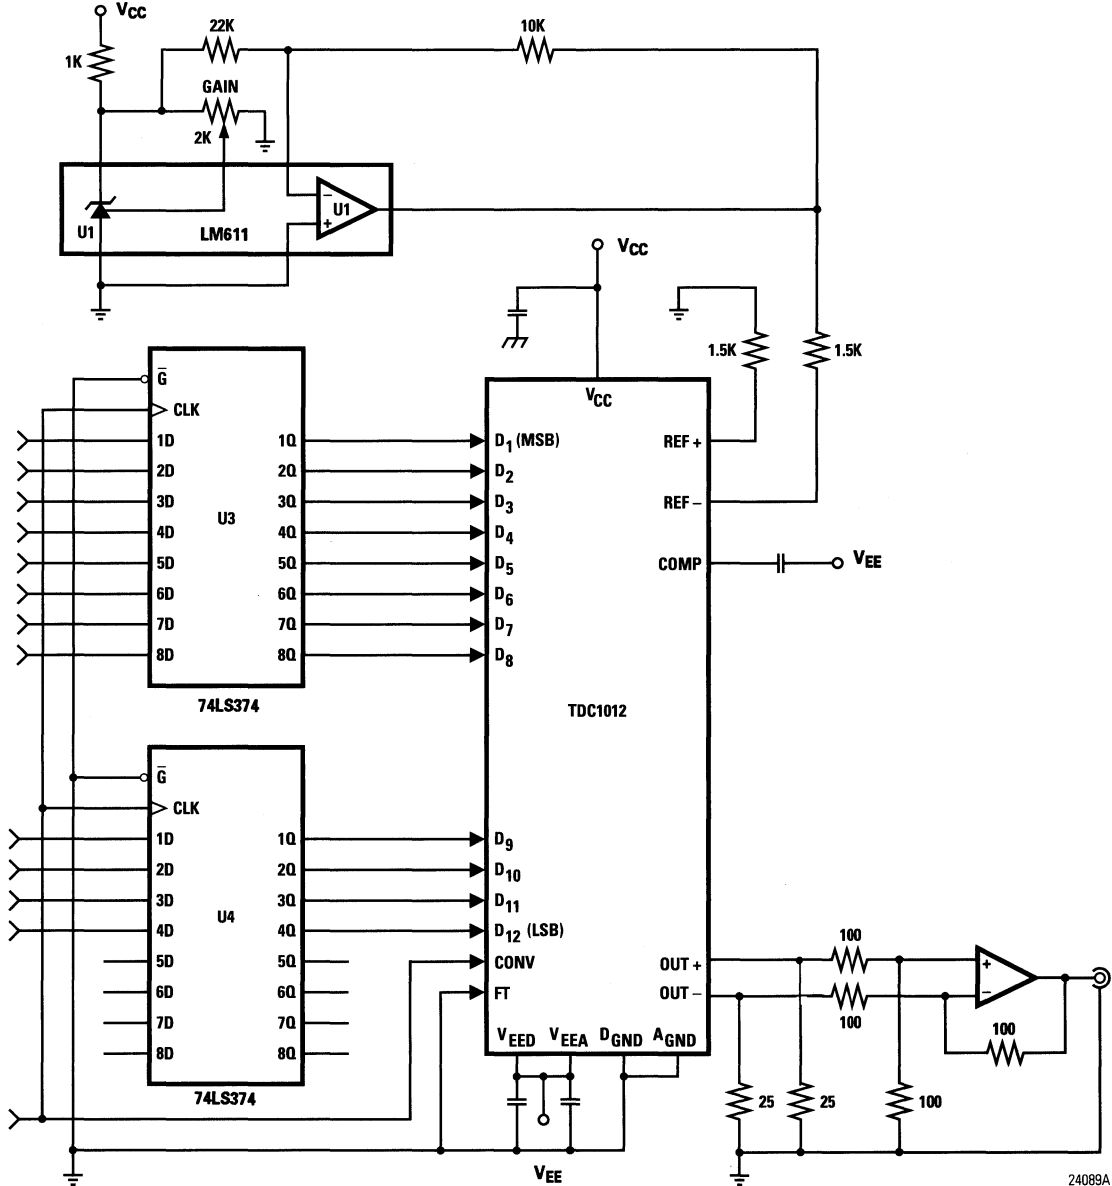 VCC
22K
10K
1K
GAIN
2K
−
U1
+
U1
LM611
VCC
1.5K
1.5K
G̅
CLK
1D
2D
3D
4D
5D
6D
7D
8D
U3
1Q
2Q
3Q
4Q
5Q
6Q
7Q
8Q
74LS374
VCC
D1 (MSB)
D2
D3
D4
D5
D6
D7
D8
REF +
REF −
COMP
VEE
TDC1012
G̅
CLK
1D
2D
3D
4D
5D
6D
7D
8D
U4
1Q
2Q
3Q
4Q
5Q
6Q
7Q
8Q
74LS374
D9
D10
D11
D12 (LSB)
CONV
FT
OUT +
OUT −
VEED
VEEA
DGND
AGND
VEE
100
100
+
−
100
25
25
100
24089A